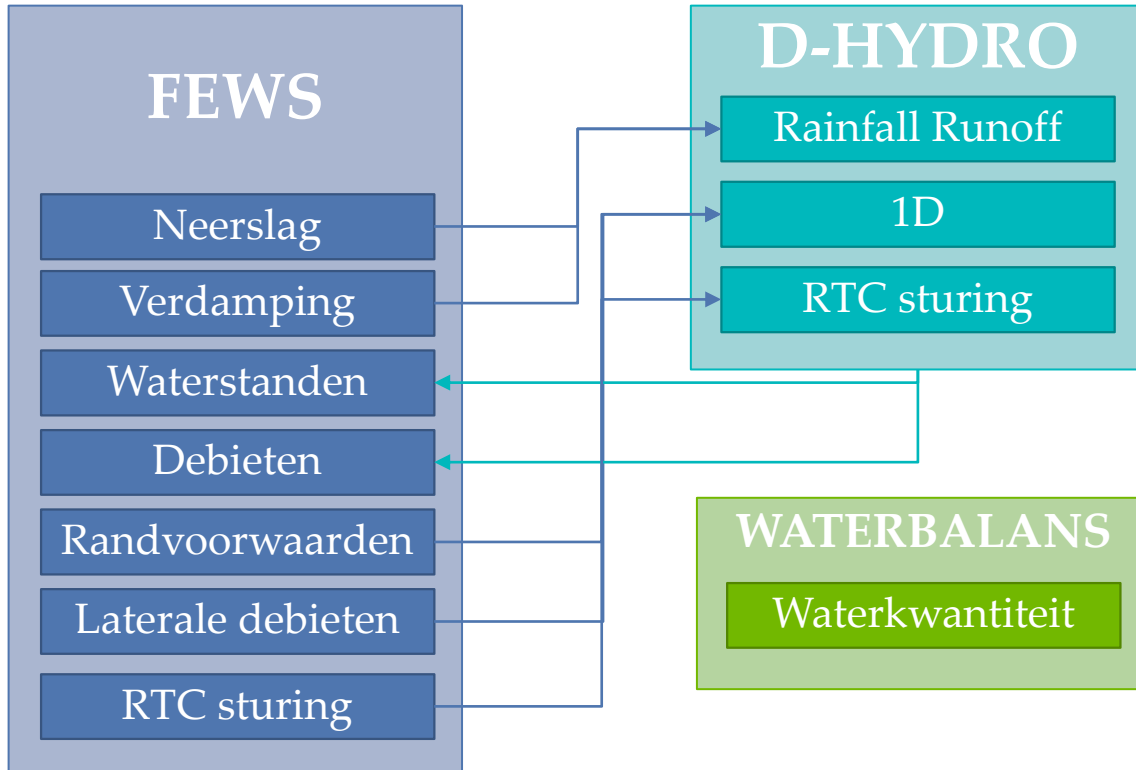 FEWS
Neerslag
Verdamping
Waterstanden
Debieten
Randvoorwaarden
Laterale debieten
RTC sturing
D-HYDRO
Rainfall Runoff
1D
RTC sturing
WATERBALANS
Waterkwantiteit